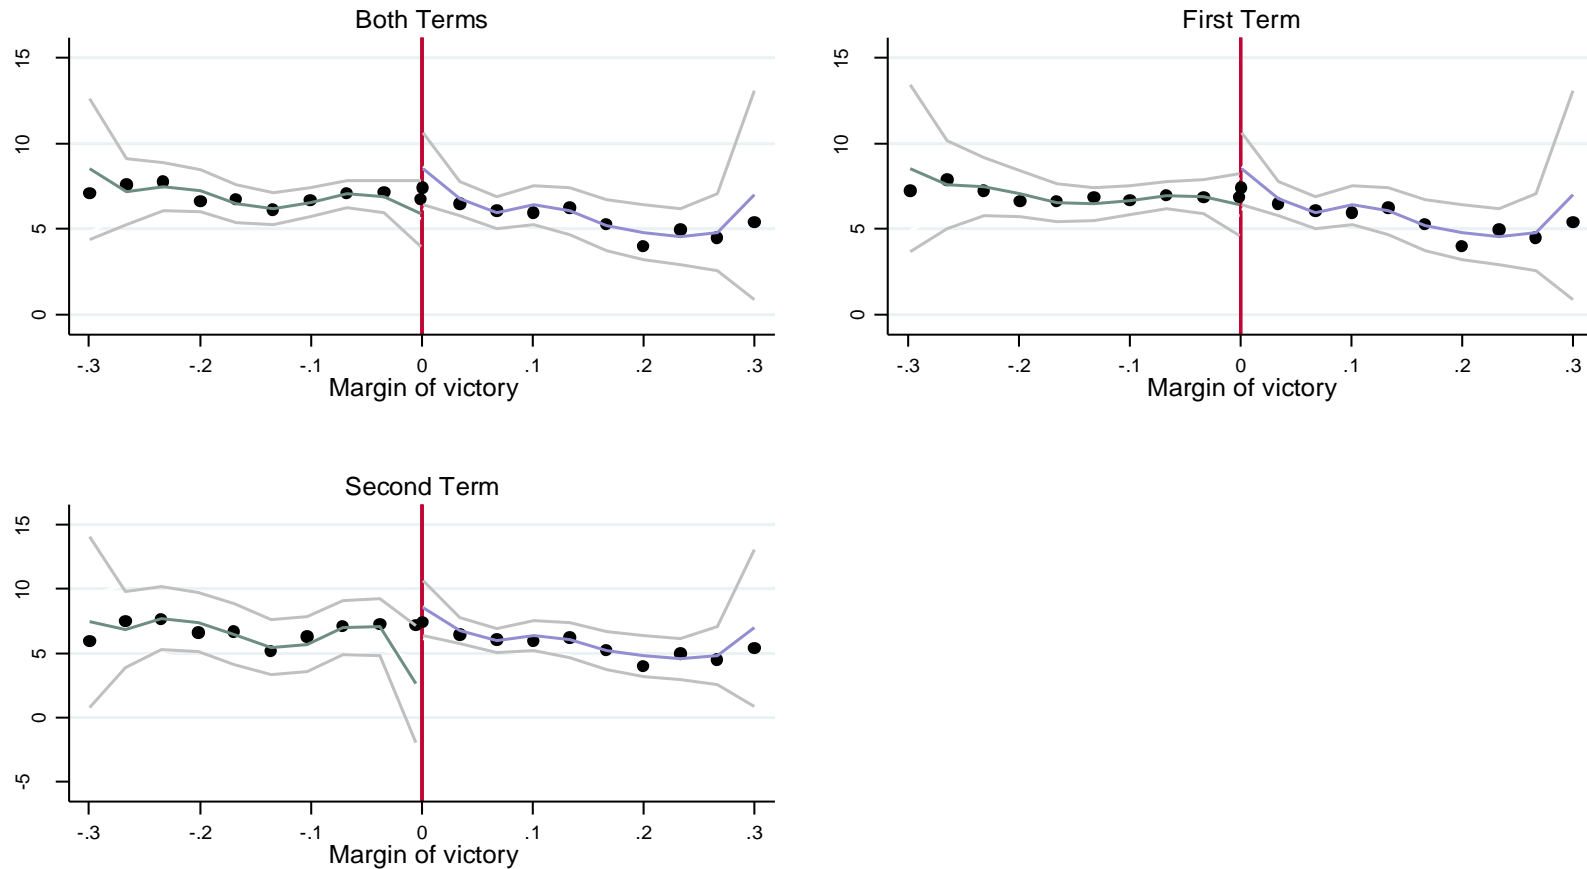 Both Terms
15
10
5
0
-.3 -.2 -.1 0 .1 .2 .3
Margin of victory
First Term
15
10
5
0
-.3 -.2 -.1 0 .1 .2 .3
Margin of victory
Second Term
15
10
5
0
-5
-.3 -.2 -.1 0 .1 .2 .3
Margin of victory